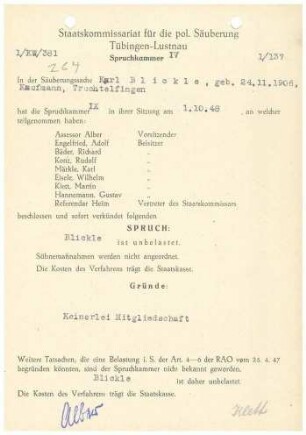 Staatskommissariat für die pol. Säuberung
Tübingen-Lustnau
Spruchkammer IV
1/KW/381
1/137
264
In der Säuberungssache Karl Blickle, geb. 24,11.1906,
Kaufmann, Truchtelfingen
hat die Spruchkammer IX in ihrer Sitzung am 1.10.48, an welcher
teilgenommen haben:
Assessor Alber Vorsitzender
Engelfried, Adolf Beisitzer
Bader, Richard „
Kotz, Rudolf „
Märkle, Karl „
Eisele, Wilhelm „
Klett, Martin „
Hannemann, Gustav „
Referendar Heim Vertreter des Staatskommissars
beschlossen und sofort verkündet folgenden
SPRUCH:
Blickle
ist unbelastet.
Sühnemaßnahmen werden nicht angeordnet.
Die Kosten des Verfahrens trägt die Staatskasse.
Gründe:
Keinerlei Mitgliedschaft
Weitere Tatsachen, die eine Belastung i. S. der Art. 4—6 der RAO vom 25. 4. 47
begründen könnten, sind der Spruchkammer nicht bekannt geworden.
Blickle ist daher unbelastet.
Die Kosten des Verfahrens trägt die Staatskasse.
Alber
Klett